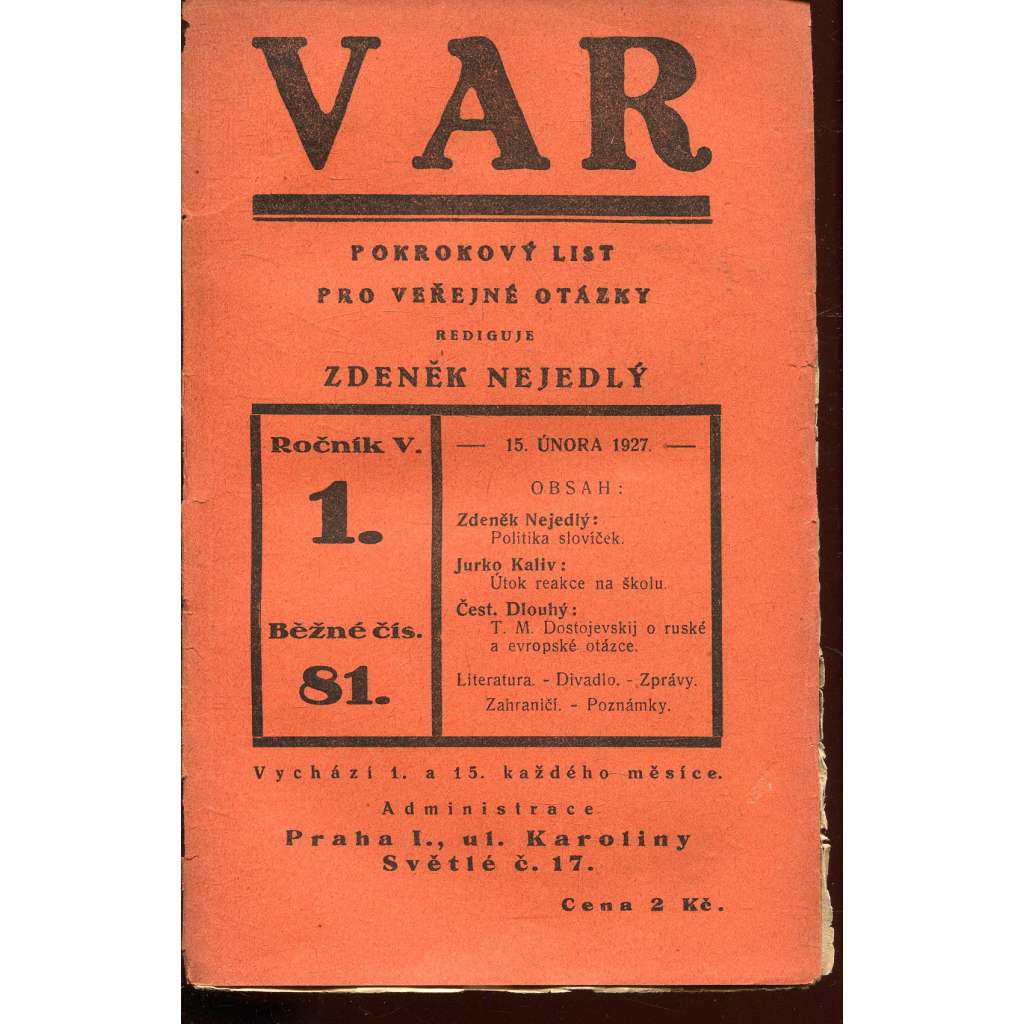 VAR
POKROKOVÝ LIST
PRO VEŘEJNÉ OTÁZKY
REDIGUJE
ZDENĚK NEJEDLÝ
Ročník V.
1.
Běžné čís.
81.
— 15. ÚNORA 1927. —
OBSAH:
Zdeněk Nejedlý:
Politika slovíček.
Jurko Kaliv:
Útok reakce na školu.
Čest. Dlouhý:
T. M. Dostojevskij o ruské
a evropské otázce.
Literatura. - Divadlo. - Zprávy.
Zahraničí. - Poznámky.
Vychází 1. a 15. každého měsíce.
Administrace
Praha I., ul. Karoliny
Světlé č. 17.
Cena 2 Kč.